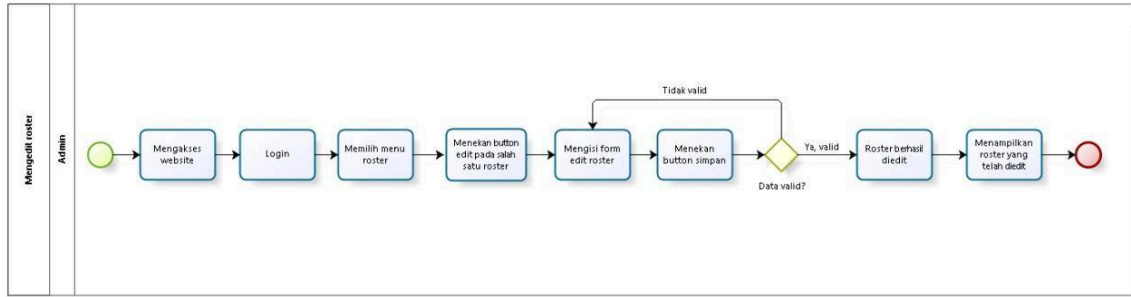 Mengedit roster
Admin
Mengakses
website
Login
Memilih menu
roster
Menekan button
edit pada salah
satu roster
Mengisi form
edit roster
Menekan
button simpan
Tidak valid
Data valid?
Ya, valid
Roster berhasil
diedit
Menampilkan
roster yang
telah diedit